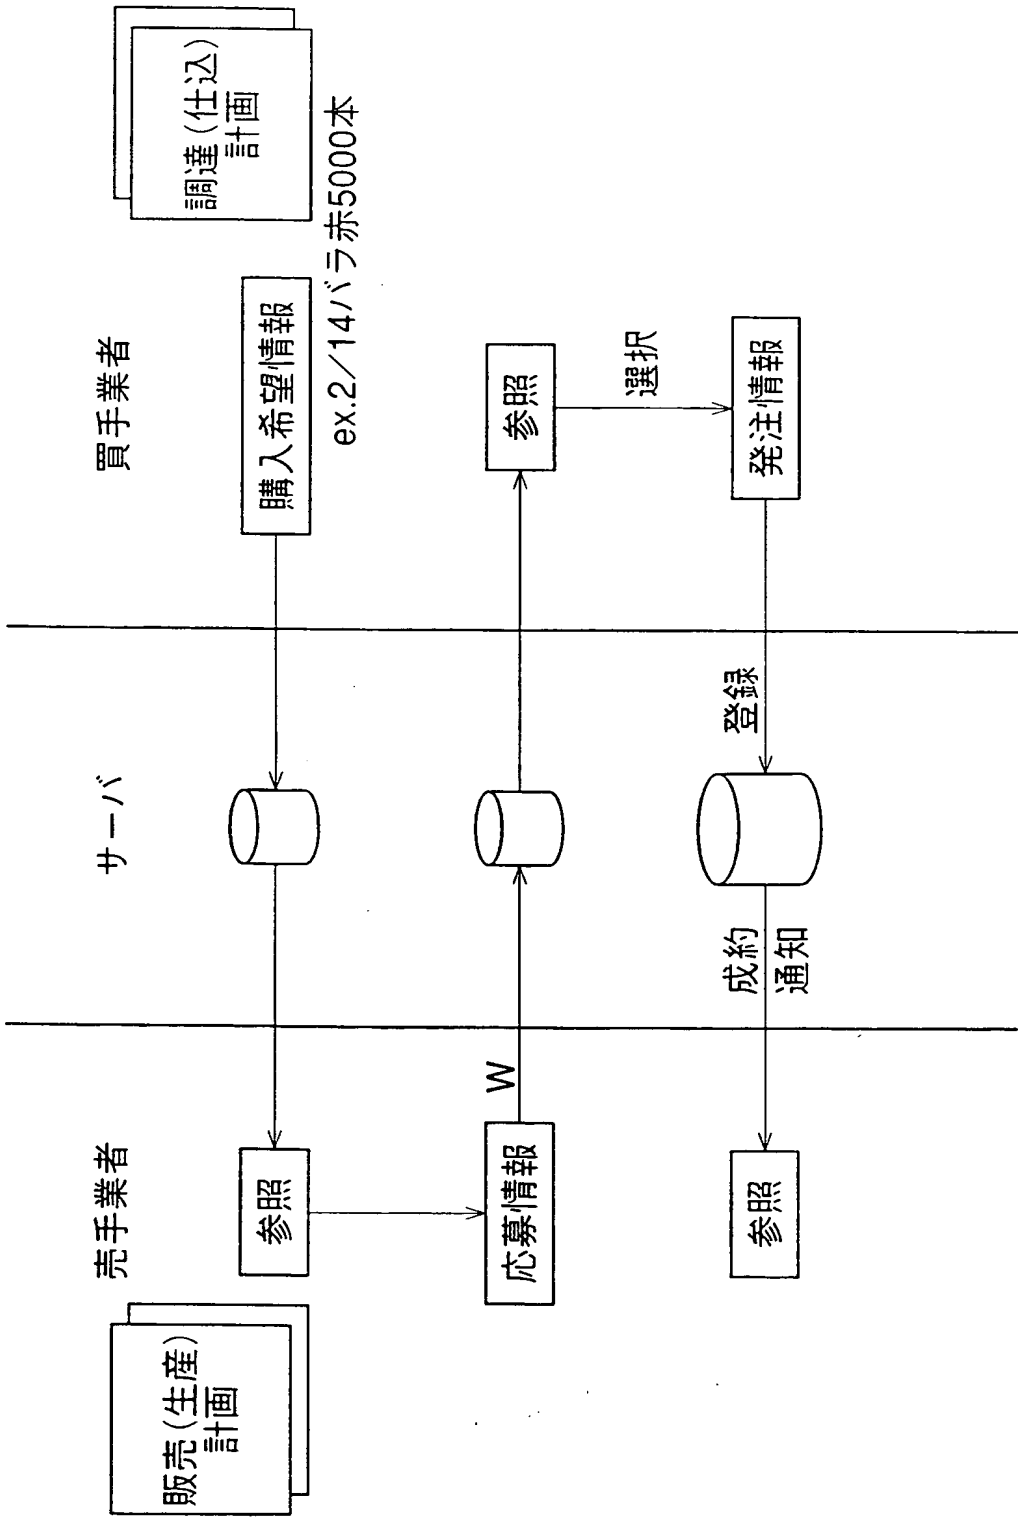 売手業者
サーバ
買手業者
販売(生産)
計画
調達(仕込)
計画
参照
購入希望情報
ex.2/14バラ赤5000本
応募情報
W
参照
選択
参照
成約
通知
登録
発注情報